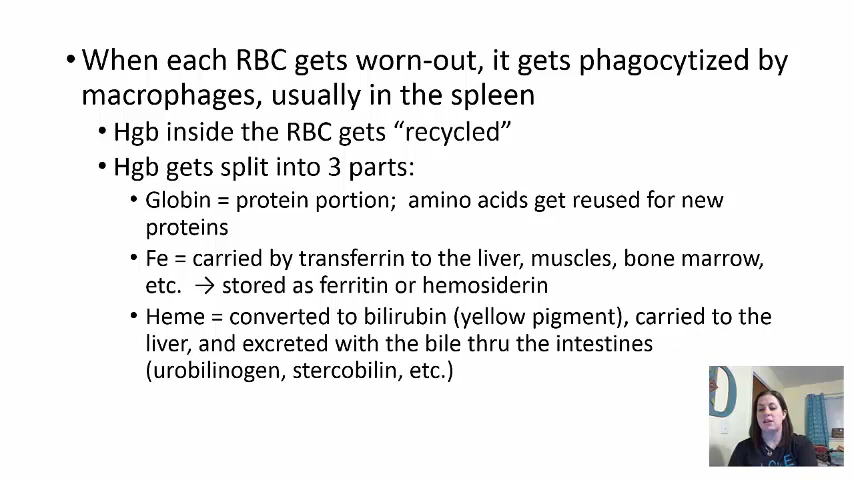 • When each RBC gets worn-out, it gets phagocytized by
macrophages, usually in the spleen
• Hgb inside the RBC gets “recycled”
• Hgb gets split into 3 parts:
• Globin = protein portion;  amino acids get reused for new
proteins
• Fe = carried by transferrin to the liver, muscles, bone marrow,
etc.  → stored as ferritin or hemosiderin
• Heme = converted to bilirubin (yellow pigment), carried to the
liver, and excreted with the bile thru the intestines
(urobilinogen, stercobilin, etc.)